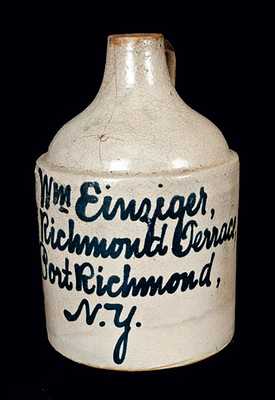 Wm Einziger,
Richmond Terrace
Port Richmond,
N.Y.